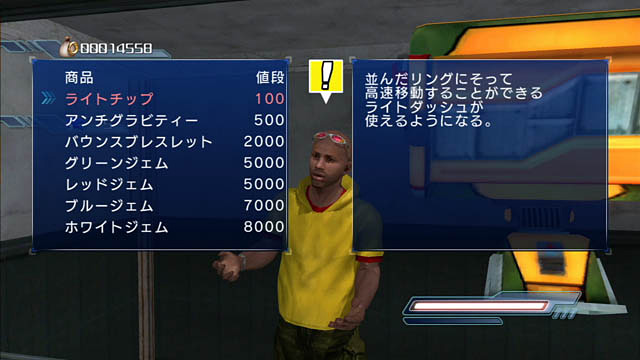 00014558
商品 値段
ライトチップ 100
アンチグラビティー 500
バウンスブレスレット 2000
グリーンジェム 5000
レッドジェム 5000
ブルージェム 7000
ホワイトジェム 8000
!
並んだリングにそって
高速移動することができる
ライトダッシュが
使えるようになる。